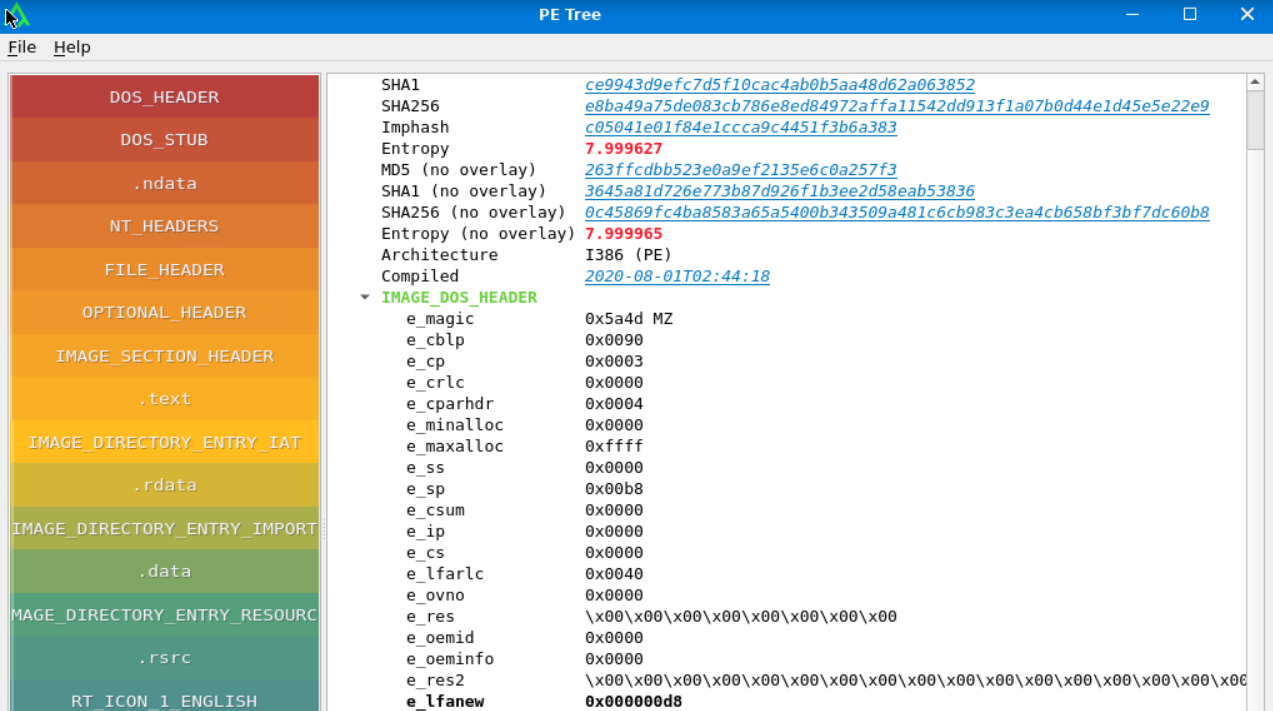 PE Tree
File Help
DOS_HEADER
DOS_STUB
.ndata
NT_HEADERS
FILE_HEADER
OPTIONAL_HEADER
IMAGE_SECTION_HEADER
.text
IMAGE_DIRECTORY_ENTRY_IAT
.rdata
IMAGE_DIRECTORY_ENTRY_IMPORT
.data
MAGE_DIRECTORY_ENTRY_RESOURC
.rsrc
RT_ICON_1_ENGLISH
SHA1 ce9943d9efc7d5f10cac4ab0b5aa48d62a063852
SHA256 e8ba49a75de083cb786e8ed84972affa11542dd913f1a07b0d44e1d45e5e22e9
Imphash c05041e01f84e1ccca9c4451f3b6a383
Entropy 7.999627
MD5 (no overlay) 263ffcdbb523e0a9ef2135e6c0a257f3
SHA1 (no overlay) 3645a81d726e773b87d926f1b3ee2d58eab53836
SHA256 (no overlay) 0c45869fc4ba8583a65a5400b343509a481c6cb983c3ea4cb658bf3bf7dc60b8
Entropy (no overlay) 7.999965
Architecture I386 (PE)
Compiled 2020-08-01T02:44:18
IMAGE_DOS_HEADER
e_magic 0x5a4d MZ
e_cblp 0x0090
e_cp 0x0003
e_crlc 0x0000
e_cparhdr 0x0004
e_minalloc 0x0000
e_maxalloc 0xffff
e_ss 0x0000
e_sp 0x00b8
e_csum 0x0000
e_ip 0x0000
e_cs 0x0000
e_lfarlc 0x0040
e_ovno 0x0000
e_res \x00\x00\x00\x00\x00\x00\x00\x00
e_oemid 0x0000
e_oeminfo 0x0000
e_res2 \x00\x00\x00\x00\x00\x00\x00\x00\x00\x00\x00\x00\x00\x00\x00\x00\x00
e_lfanew 0x000000d8